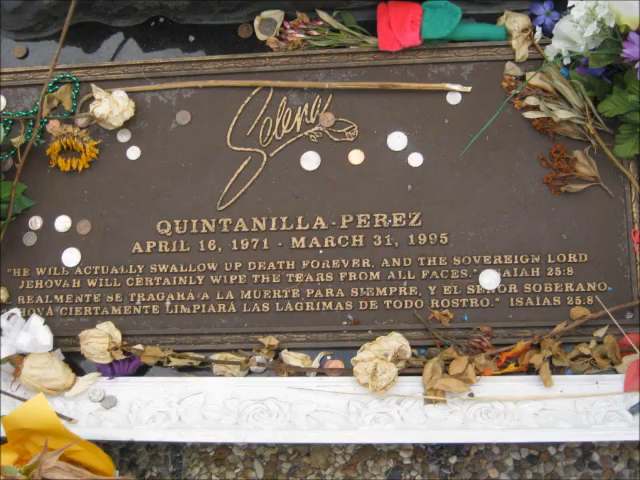 Selena
QUINTANILLA-PEREZ
APRIL 16, 1971 - MARCH 31, 1995
"HE WILL ACTUALLY SWALLOW UP DEATH FOREVER, AND THE SOVEREIGN LORD
JEHOVAH WILL CERTAINLY WIPE THE TEARS FROM ALL FACES." ISAIAH 25:8
REALMENTE SE TRAGARÁ A LA MUERTE PARA SIEMPRE, Y EL SEÑOR SOBERANO,
CIERTAMENTE LIMPIARÁ LAS LÁGRIMAS DE TODO ROSTRO." ISAÍAS 25:8